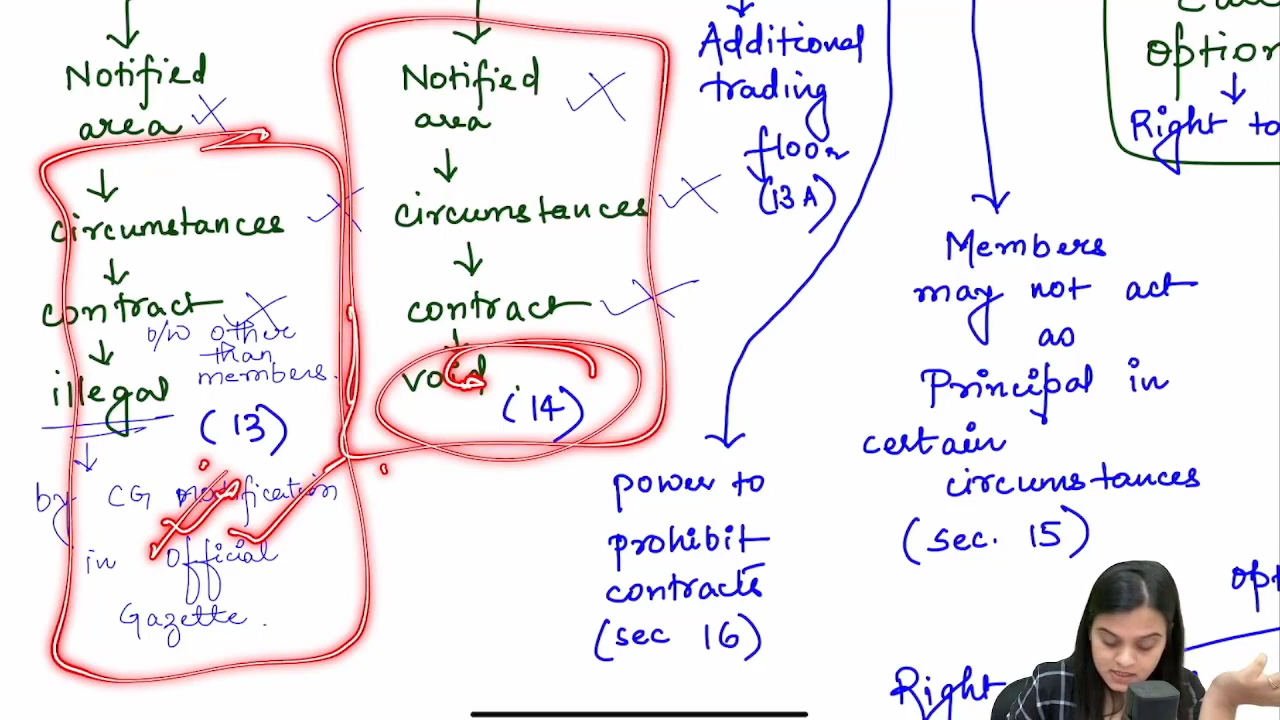 Notified
area
circumstances
contract
b/w other
than
members.
illegal
(13)
by CG notification
in Official
Gazette.
Notified
area
circumstances
contract
void
(14)
Additional
trading
floor
(13A)
power to
prohibit
contracts
(sec 16)
Members
may not act
as
Principal in
certain
circumstances
(sec. 15)
option
Right to
opt
Right